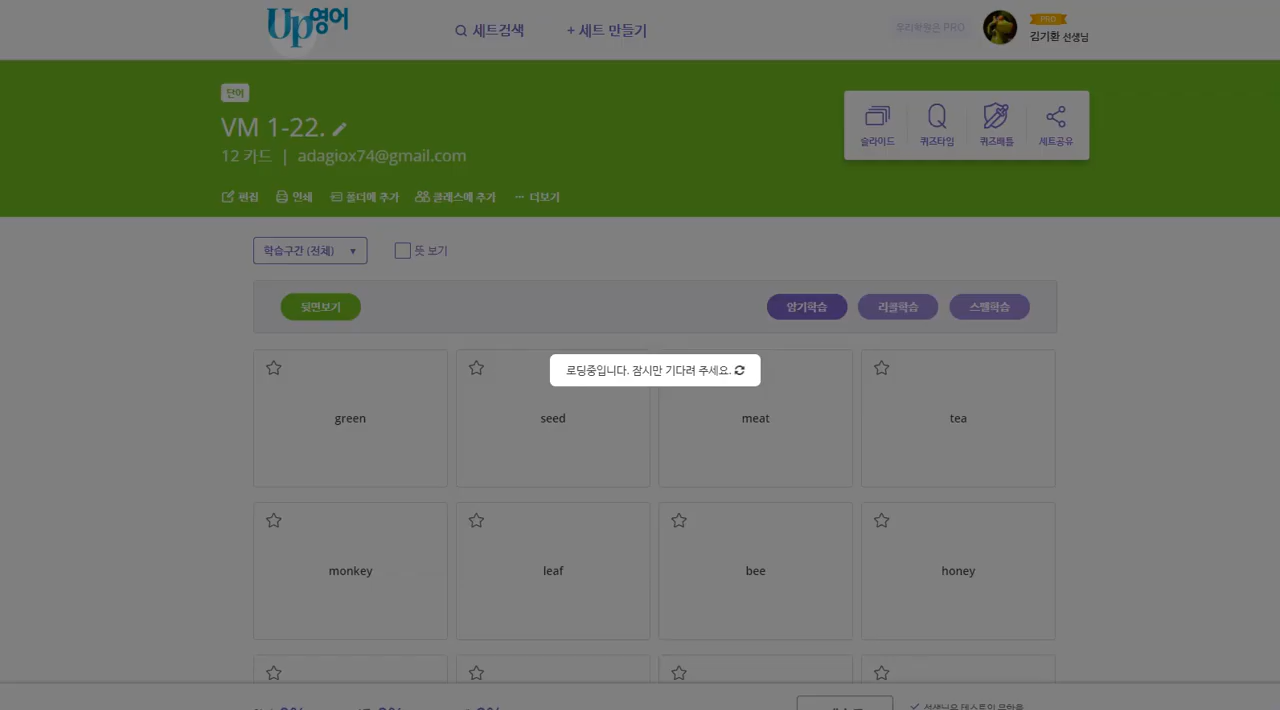 Up영어
세트검색
+ 세트 만들기
우리학원은 PRO
PRO
김기환 선생님
단어
VM 1-22.
12 카드 | adagiox74@gmail.com
슬라이드
퀴즈타임
퀴즈배틀
세트공유
편집
인쇄
폴더에 추가
클래스에 추가
더보기
학습구간 (전체)
뜻 보기
뒷면보기
암기학습
리콜학습
스펠학습
로딩중입니다. 잠시만 기다려 주세요.
green
seed
meat
tea
monkey
leaf
bee
honey